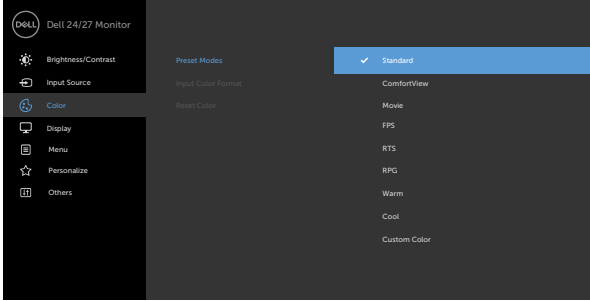 DELL
Dell 24/27 Monitor
Brightness/Contrast
Input Source
Color
Display
Menu
Personalize
Others
Preset Modes
Input Color Format
Reset Color
Standard
ComfortView
Movie
FPS
RTS
RPG
Warm
Cool
Custom Color